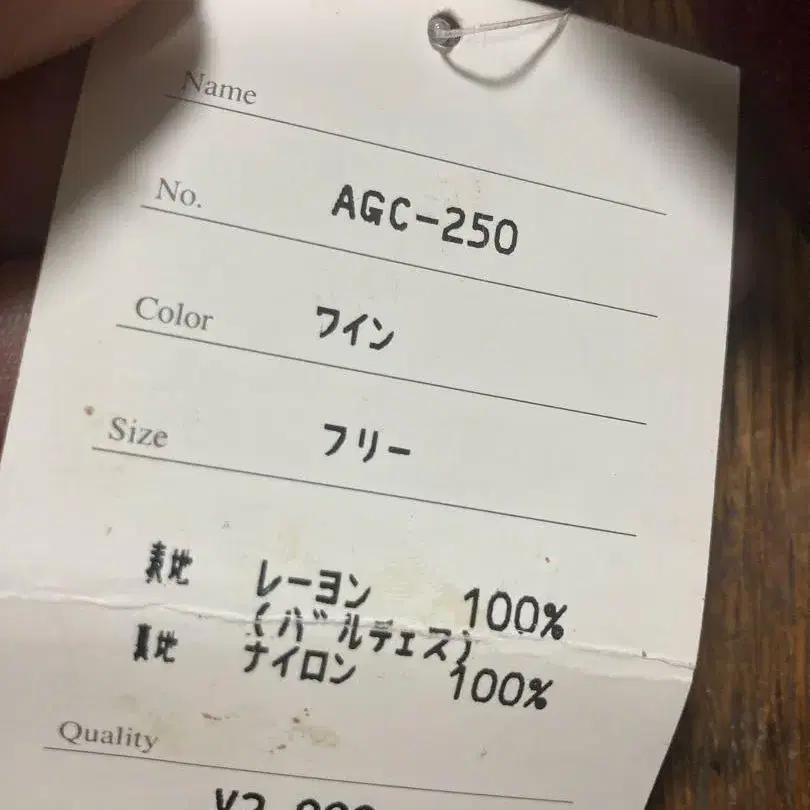 Name
No. AGC-250
Color ワイン
Size フリー
表地 レーヨン 100%
(バルデェス)
裏地 ナイロン 100%
Quality